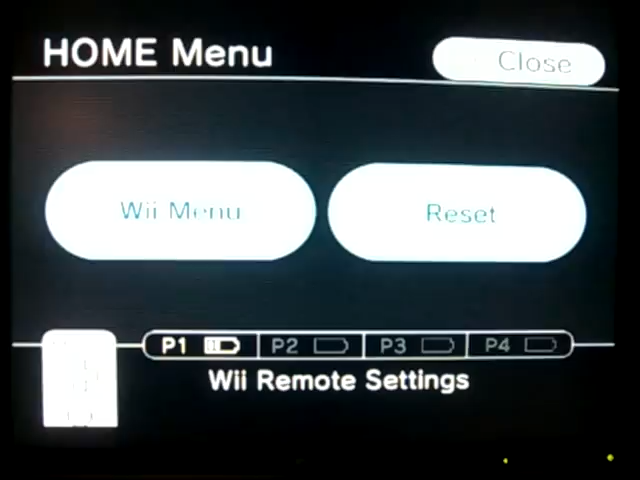 HOME Menu
Close
Wii Menu
Reset
P1 P2 P3 P4
Wii Remote Settings